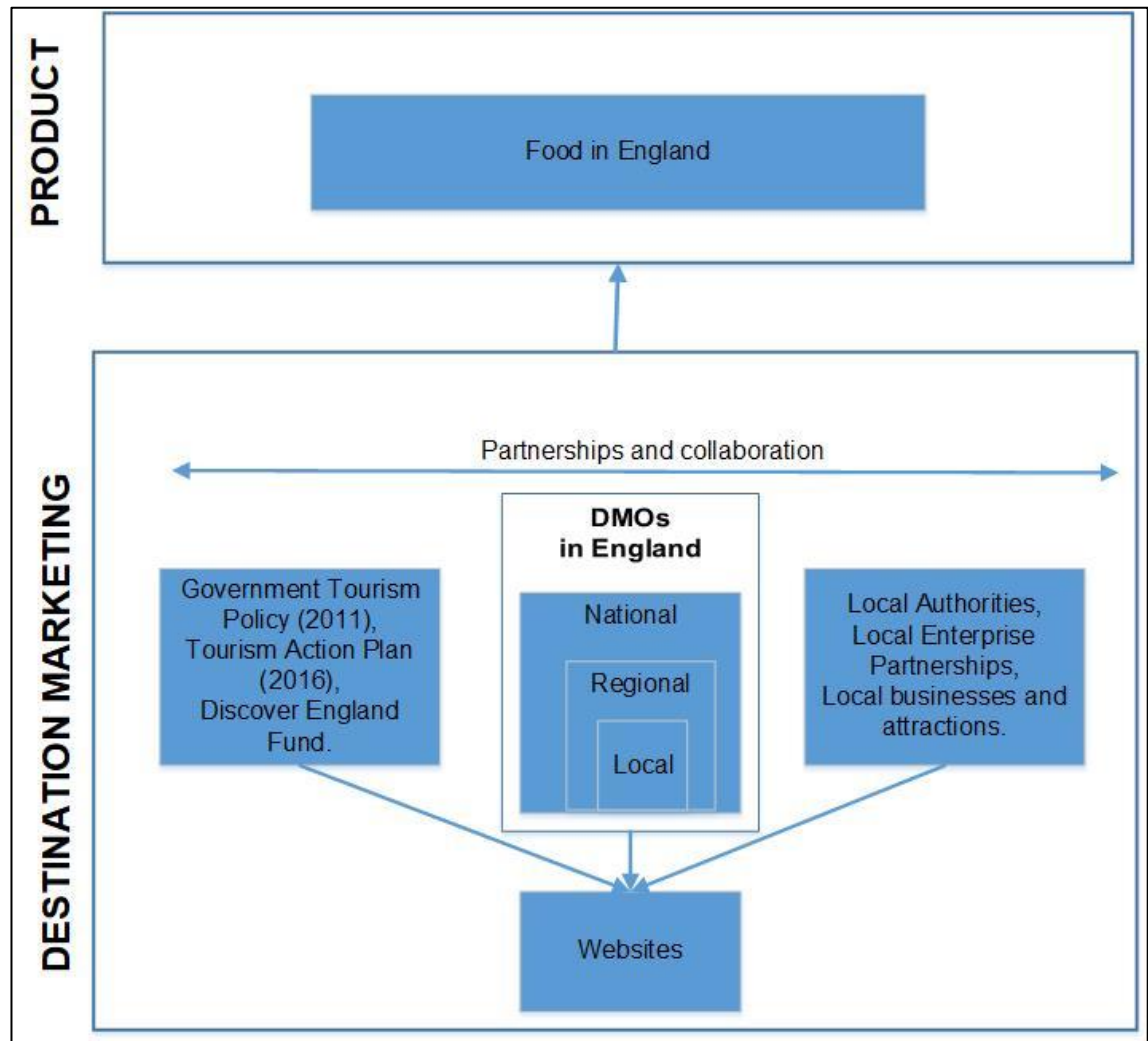 PRODUCT
Food in England
DESTINATION MARKETING
Partnerships and collaboration
DMOs
in England
Government Tourism
Policy (2011),
Tourism Action Plan
(2016),
Discover England
Fund.
National
Regional
Local
Local Authorities,
Local Enterprise
Partnerships,
Local businesses and
attractions.
Websites